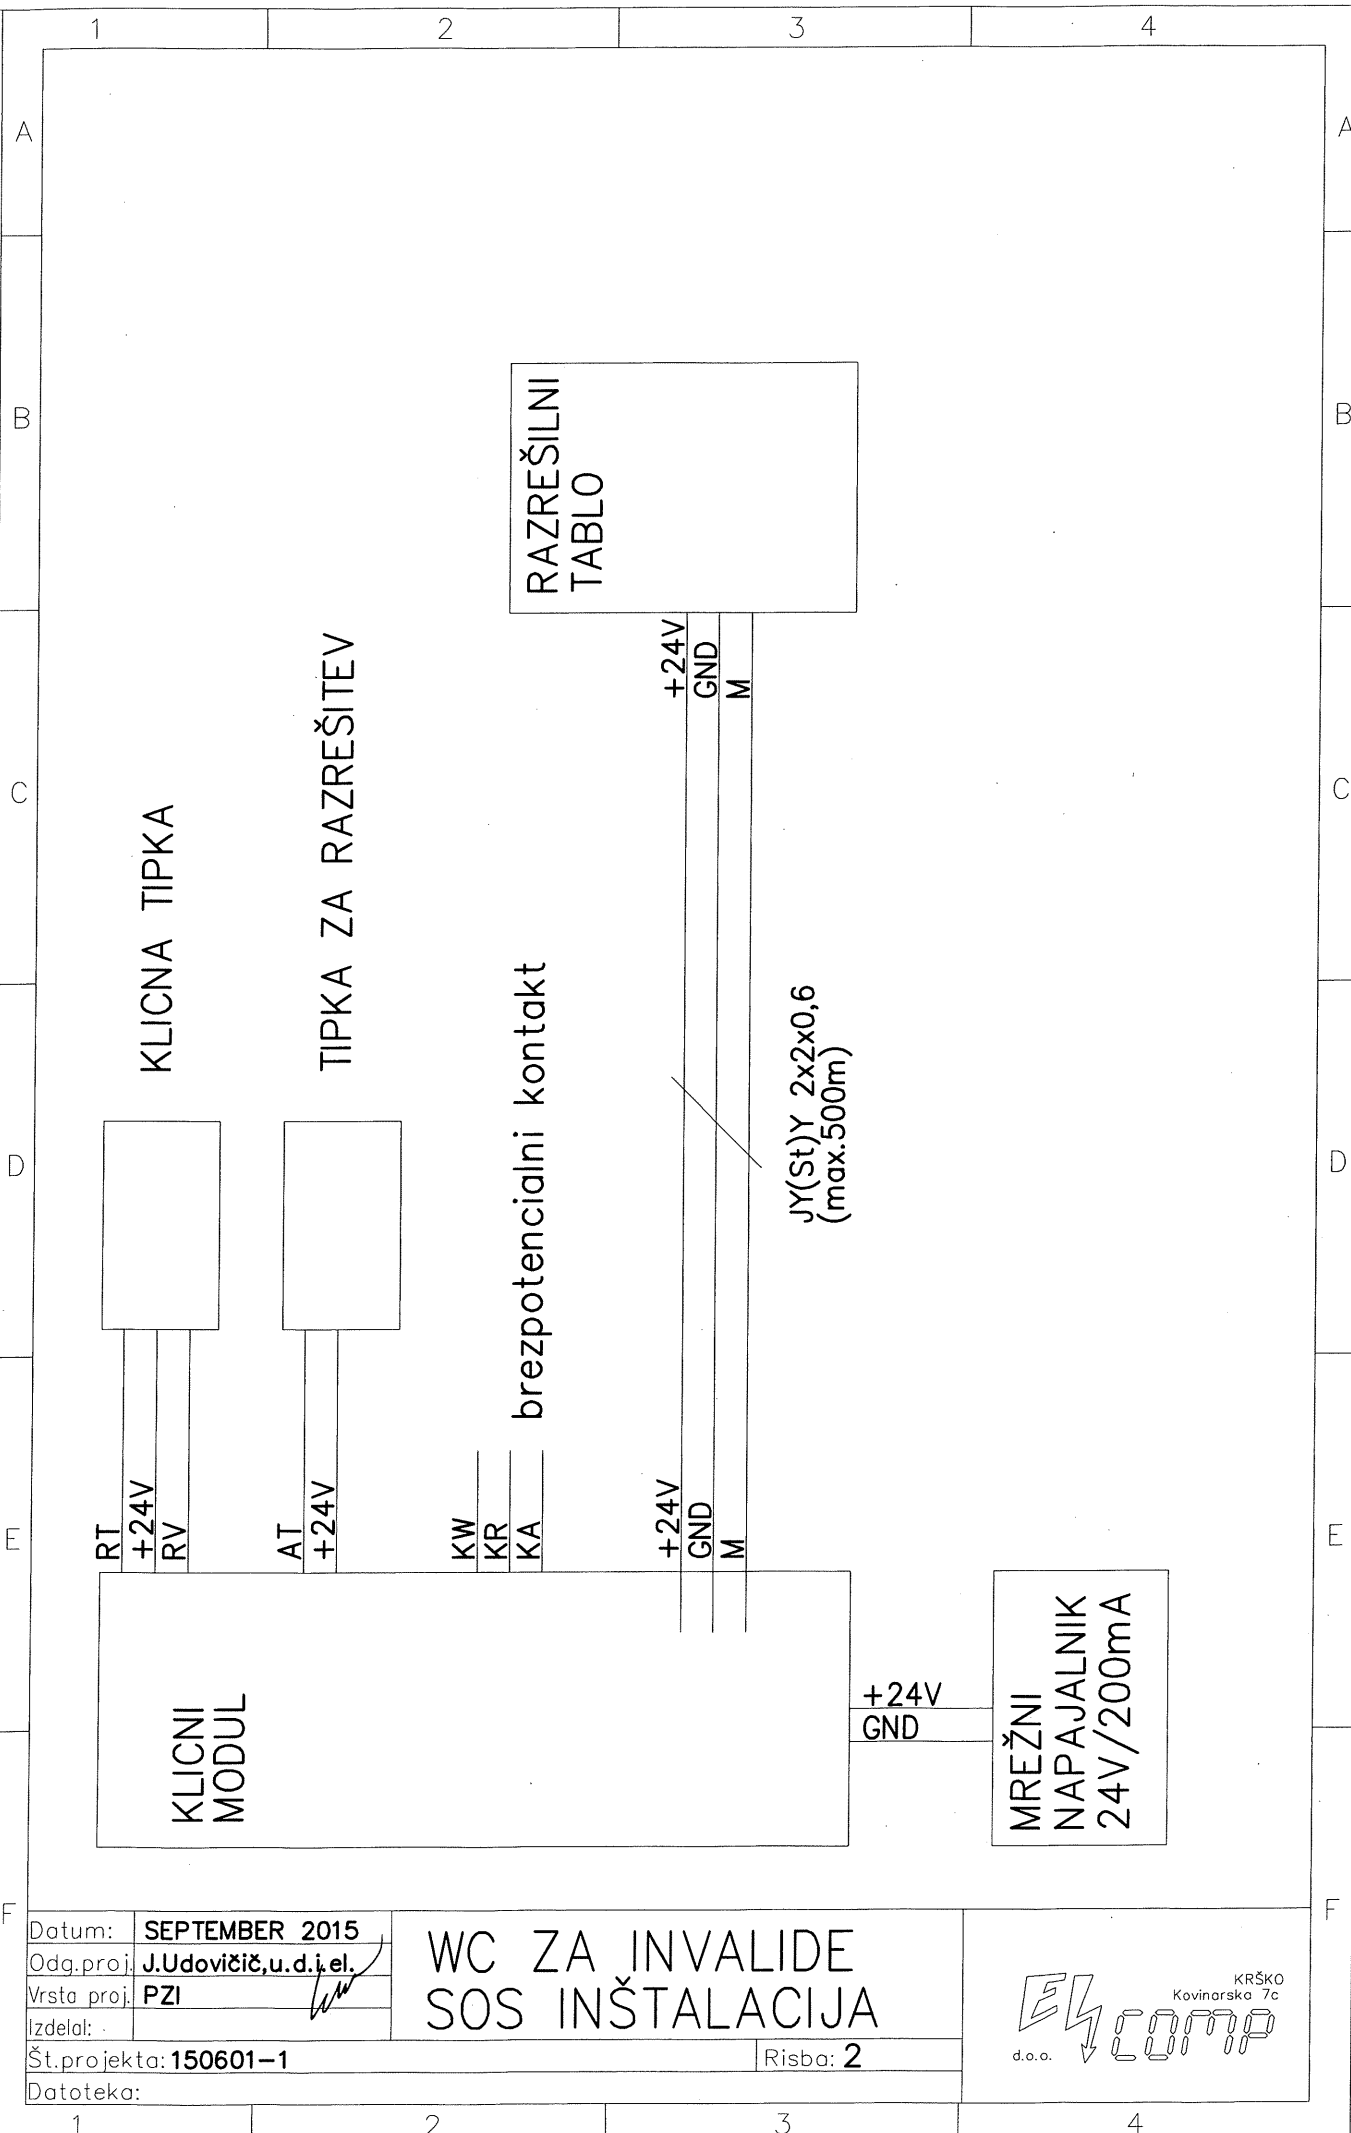 1 2 3 4
A A
B B
C C
D D
E E
F F
RAZREŠILNI
TABLO
+24V
GND
M
KLICNA TIPKA
TIPKA ZA RAZREŠITEV
brezpotencialni kontakt
JY(St)Y 2x2x0,6
(max.500m)
RT
+24V
RV
AT
+24V
KW
KR
KA
+24V
GND
M
KLICNI
MODUL
+24V
GND
MREŽNI
NAPAJALNIK
24V/200mA
Datum: SEPTEMBER 2015
Odg.proj. J.Udovičič,u.d.i.el.
Vrsta proj. PZI
Izdelal:
WC ZA INVALIDE
SOS INŠTALACIJA
Št.projekta: 150601-1
Risba: 2
Datoteka:
EL COMP
d.o.o.
KRŠKO
Kovinarska 7c
1 2 3 4